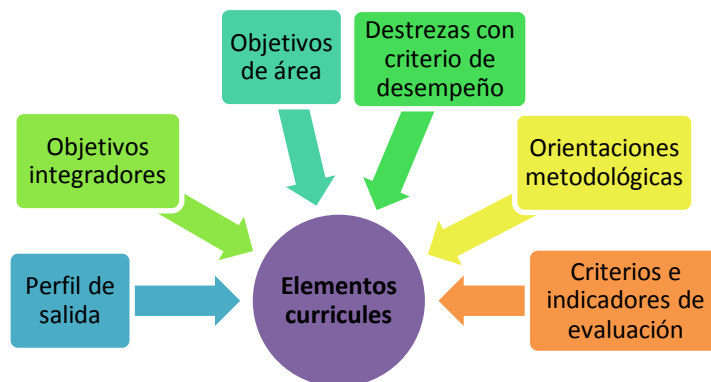 Objetivos
de área
Destrezas con
criterio de
desempeño
Objetivos
integradores
Orientaciones
metodológicas
Perfil de
salida
Elementos
curricules
Criterios e
indicadores de
evaluación